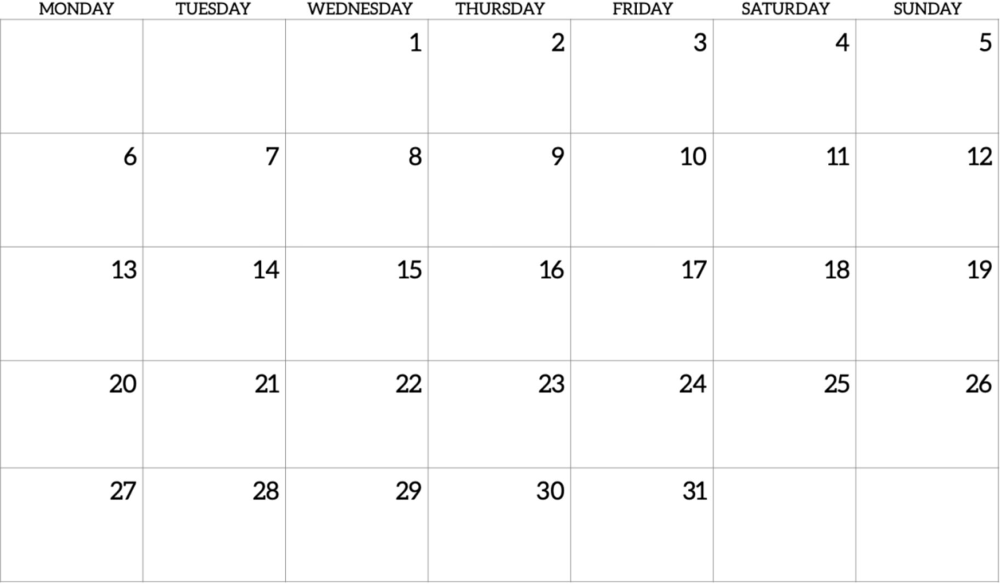 MONDAY TUESDAY WEDNESDAY THURSDAY FRIDAY SATURDAY SUNDAY
1 2 3 4 5
6 7 8 9 10 11 12
13 14 15 16 17 18 19
20 21 22 23 24 25 26
27 28 29 30 31